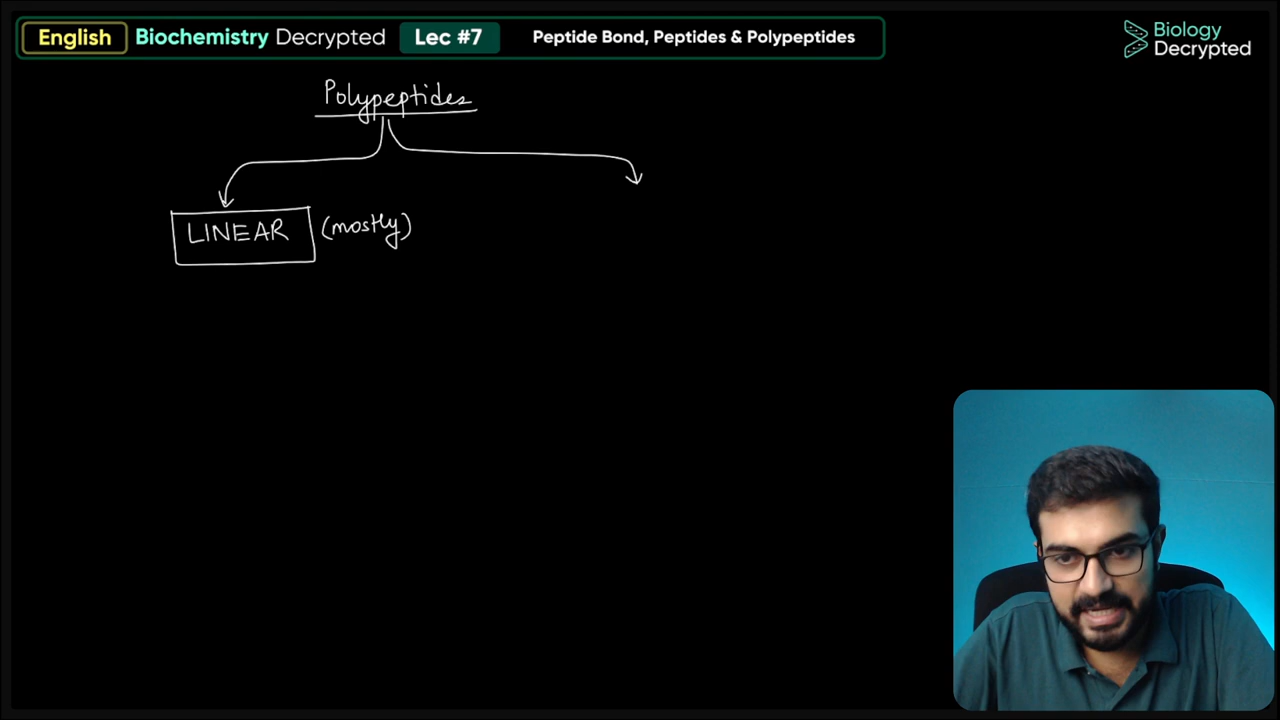 English Biochemistry Decrypted Lec #7 Peptide Bond, Peptides & Polypeptides
Biology
Decrypted
Polypeptides
LINEAR (mostly)